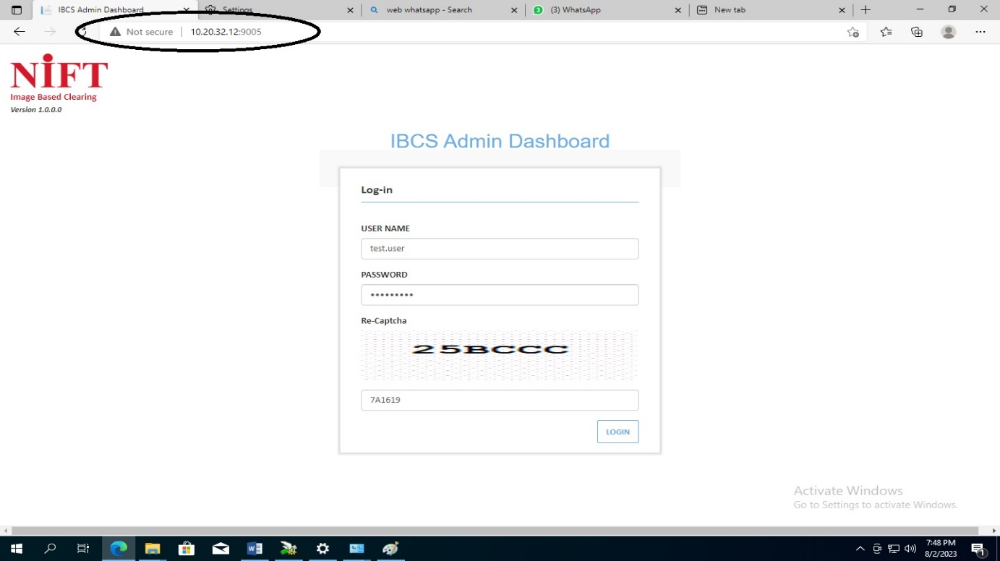 IBCS Admin Dashboard
Settings
web whatsapp - Search
(3) WhatsApp
New tab
Not secure
10.20.32.12:9005
NIFT
Image Based Clearing
Version 1.0.0.0
IBCS Admin Dashboard
Log-in
USER NAME
test.user
PASSWORD
•••••••••
Re-Captcha
25BCCC
7A1619
LOGIN
Activate Windows
Go to Settings to activate Windows.
7:48 PM
8/2/2023